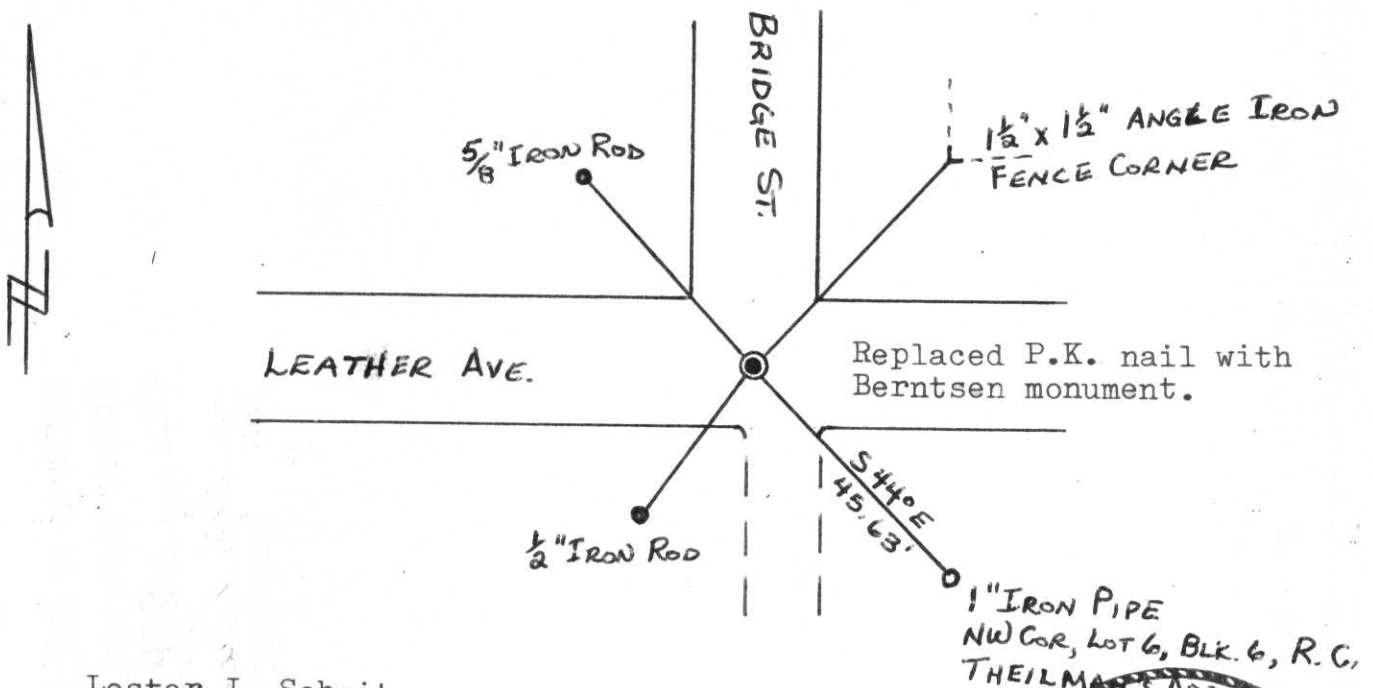 BRIDGE ST.
5/8" IRON ROD
1½" x 1½" ANGLE IRON
FENCE CORNER
N
LEATHER AVE.
Replaced P.K. nail with
Berntsen monument.
S 44° E
45.63'
½" IRON ROD
1" IRON PIPE
NW COR, LOT 6, BLK. 6, R. C,